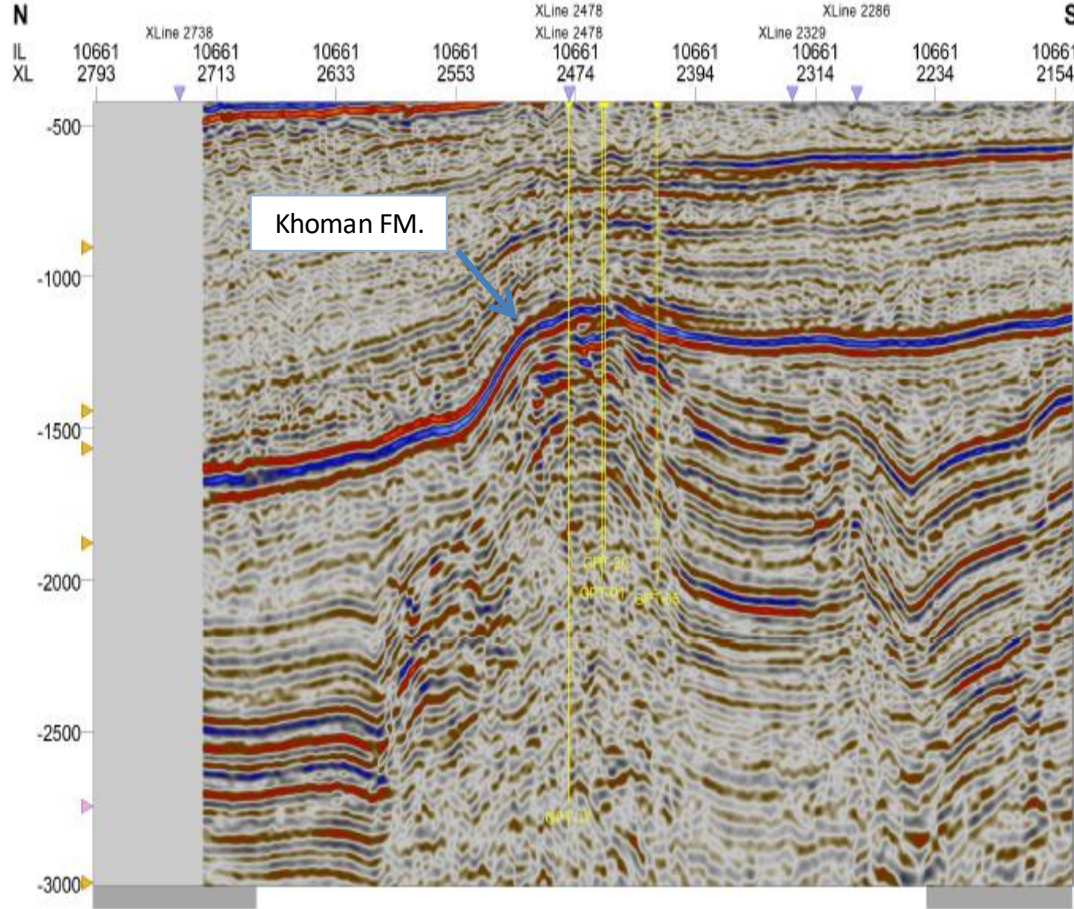 N XLine 2478 XLine 2286 S
XLine 2738 XLine 2478 XLine 2329
IL 10661 10661 10661 10661 10661 10661 10661 10661 10661
XL 2793 2713 2633 2553 2474 2394 2314 2234 2154
-500
Khoman FM.
-1000
-1500
-2000
-2500
-3000